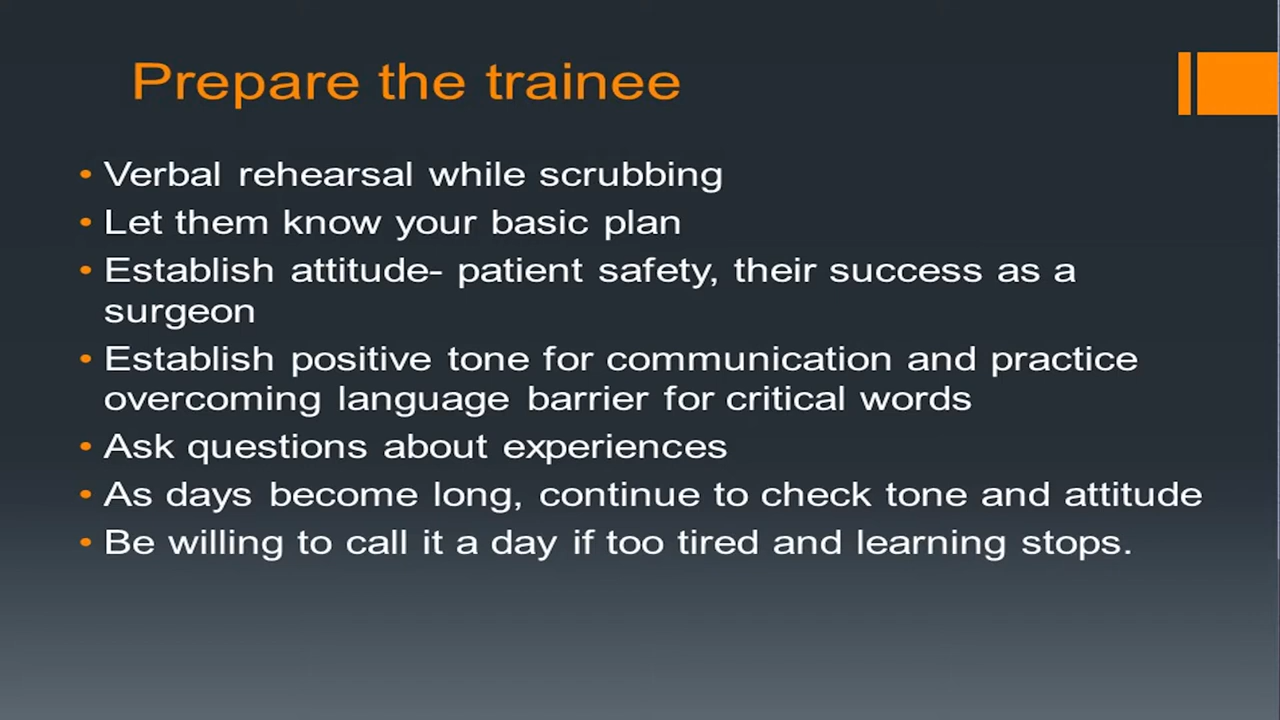 Prepare the trainee
• Verbal rehearsal while scrubbing
• Let them know your basic plan
• Establish attitude- patient safety, their success as a
surgeon
• Establish positive tone for communication and practice
overcoming language barrier for critical words
• Ask questions about experiences
• As days become long, continue to check tone and attitude
• Be willing to call it a day if too tired and learning stops.